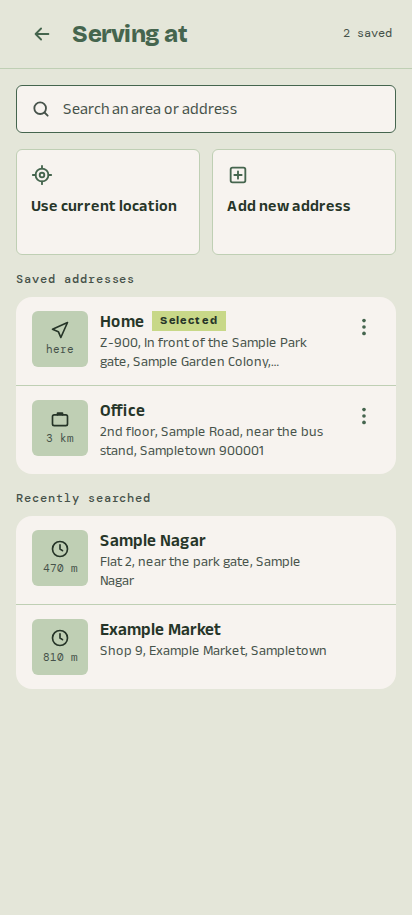 Serving at
2 saved
Search an area or address
Use current location
Add new address
Saved addresses
here
Home
Selected
Z-900, In front of the Sample Park
gate, Sample Garden Colony,...
3 km
Office
2nd floor, Sample Road, near the bus
stand, Sampletown 900001
Recently searched
470 m
Sample Nagar
Flat 2, near the park gate, Sample
Nagar
810 m
Example Market
Shop 9, Example Market, Sampletown